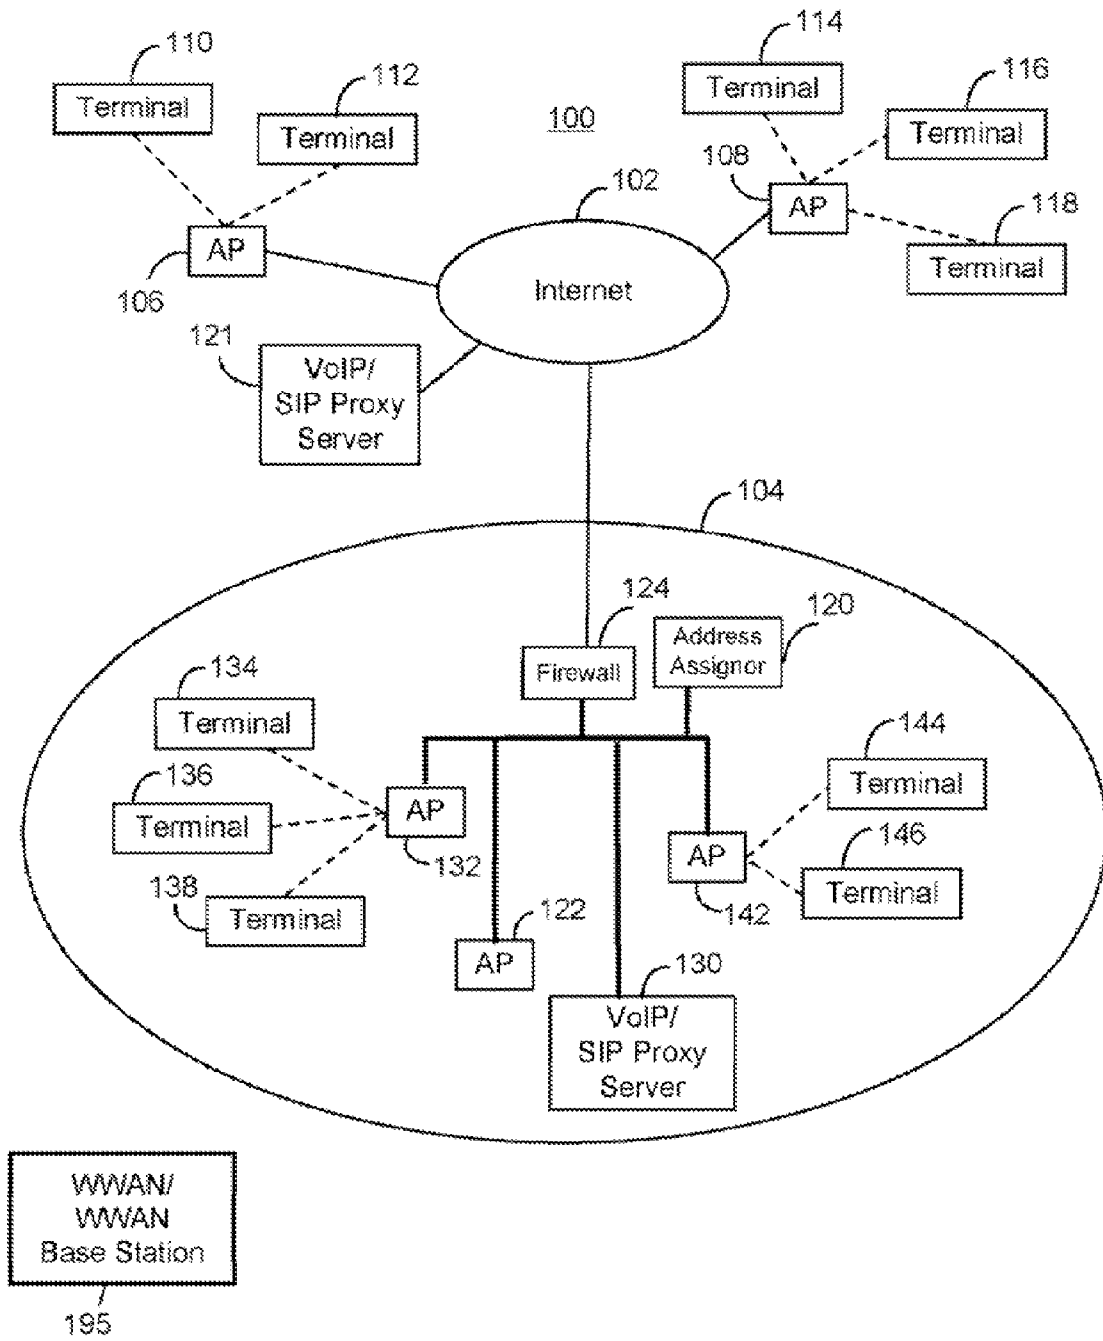 110
Terminal
112
Terminal
100
114
Terminal
116
Terminal
108
AP
118
Terminal
AP
106
102
Internet
121
VoIP/
SIP Proxy
Server
104
124
Firewall
120
Address
Assignor
134
Terminal
136
Terminal
138
Terminal
AP
132
144
Terminal
146
Terminal
AP
142
122
AP
130
VoIP/
SIP Proxy
Server
WWAN/
WWAN
Base Station
195